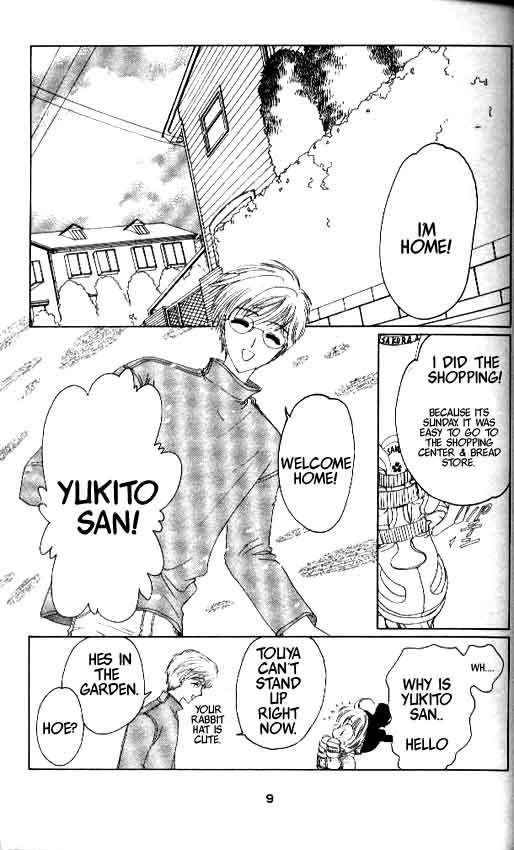 IM
HOME!
SAKURA
I DID THE
SHOPPING!
BECAUSE ITS
SUNDAY. IT WAS
EASY TO GO TO
THE SHOPPING
CENTER & BREAD
STORE.
WELCOME
HOME!
YUKITO
SAN!
WH....
WHY IS
YUKITO
SAN..
HELLO
TOUYA
CAN'T
STAND
UP
RIGHT
NOW.
YOUR
RABBIT
HAT IS
CUTE.
HES IN
THE
GARDEN.
HOE?
9